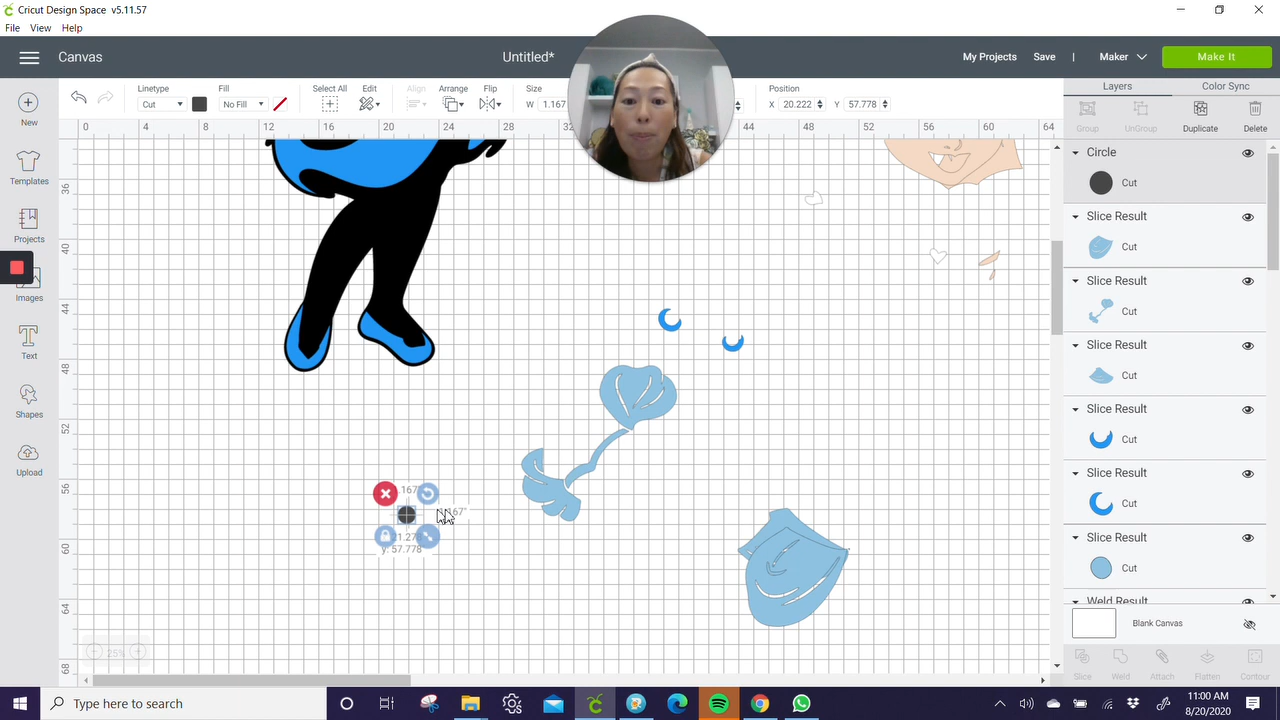 Cricut Design Space v5.11.57
File View Help
Canvas
Untitled*
My Projects Save | Maker Make It
Linetype Fill Select All Edit Align Arrange Flip Size Position
Cut No Fill W 1.167 X 20.222 Y 57.778
Layers Color Sync
Group UnGroup Duplicate Delete
0 4 8 12 16 20 24 28 32 44 48 52 56 60 64
36
40
44
48
52
56
60
64
68
New
Templates
Projects
Images
Text
Shapes
Upload
Circle
Cut
Slice Result
Cut
Slice Result
Cut
Slice Result
Cut
Slice Result
Cut
Slice Result
Cut
Slice Result
Cut
Weld Result
y: 57.778
25%
Blank Canvas
Slice Weld Attach Flatten Contour
Type here to search
11:00 AM
8/20/2020